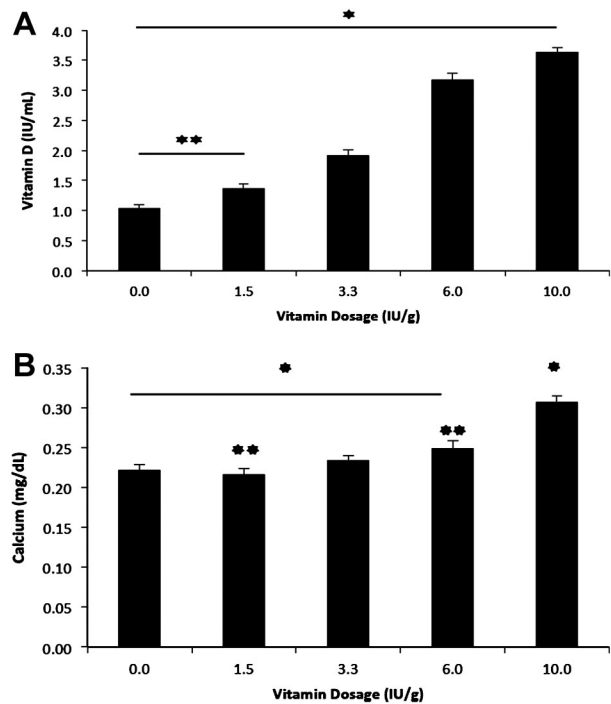 A
*
4.0
3.5
3.0
2.5
2.0
1.5
1.0
0.5
0.0
Vitamin D (IU/mL)
**
0.0 1.5 3.3 6.0 10.0
Vitamin Dosage (IU/g)
B
0.35
0.30
0.25
0.20
0.15
0.10
0.05
0.00
Calcium (mg/dL)
*
*
**
**
0.0 1.5 3.3 6.0 10.0
Vitamin Dosage (IU/g)